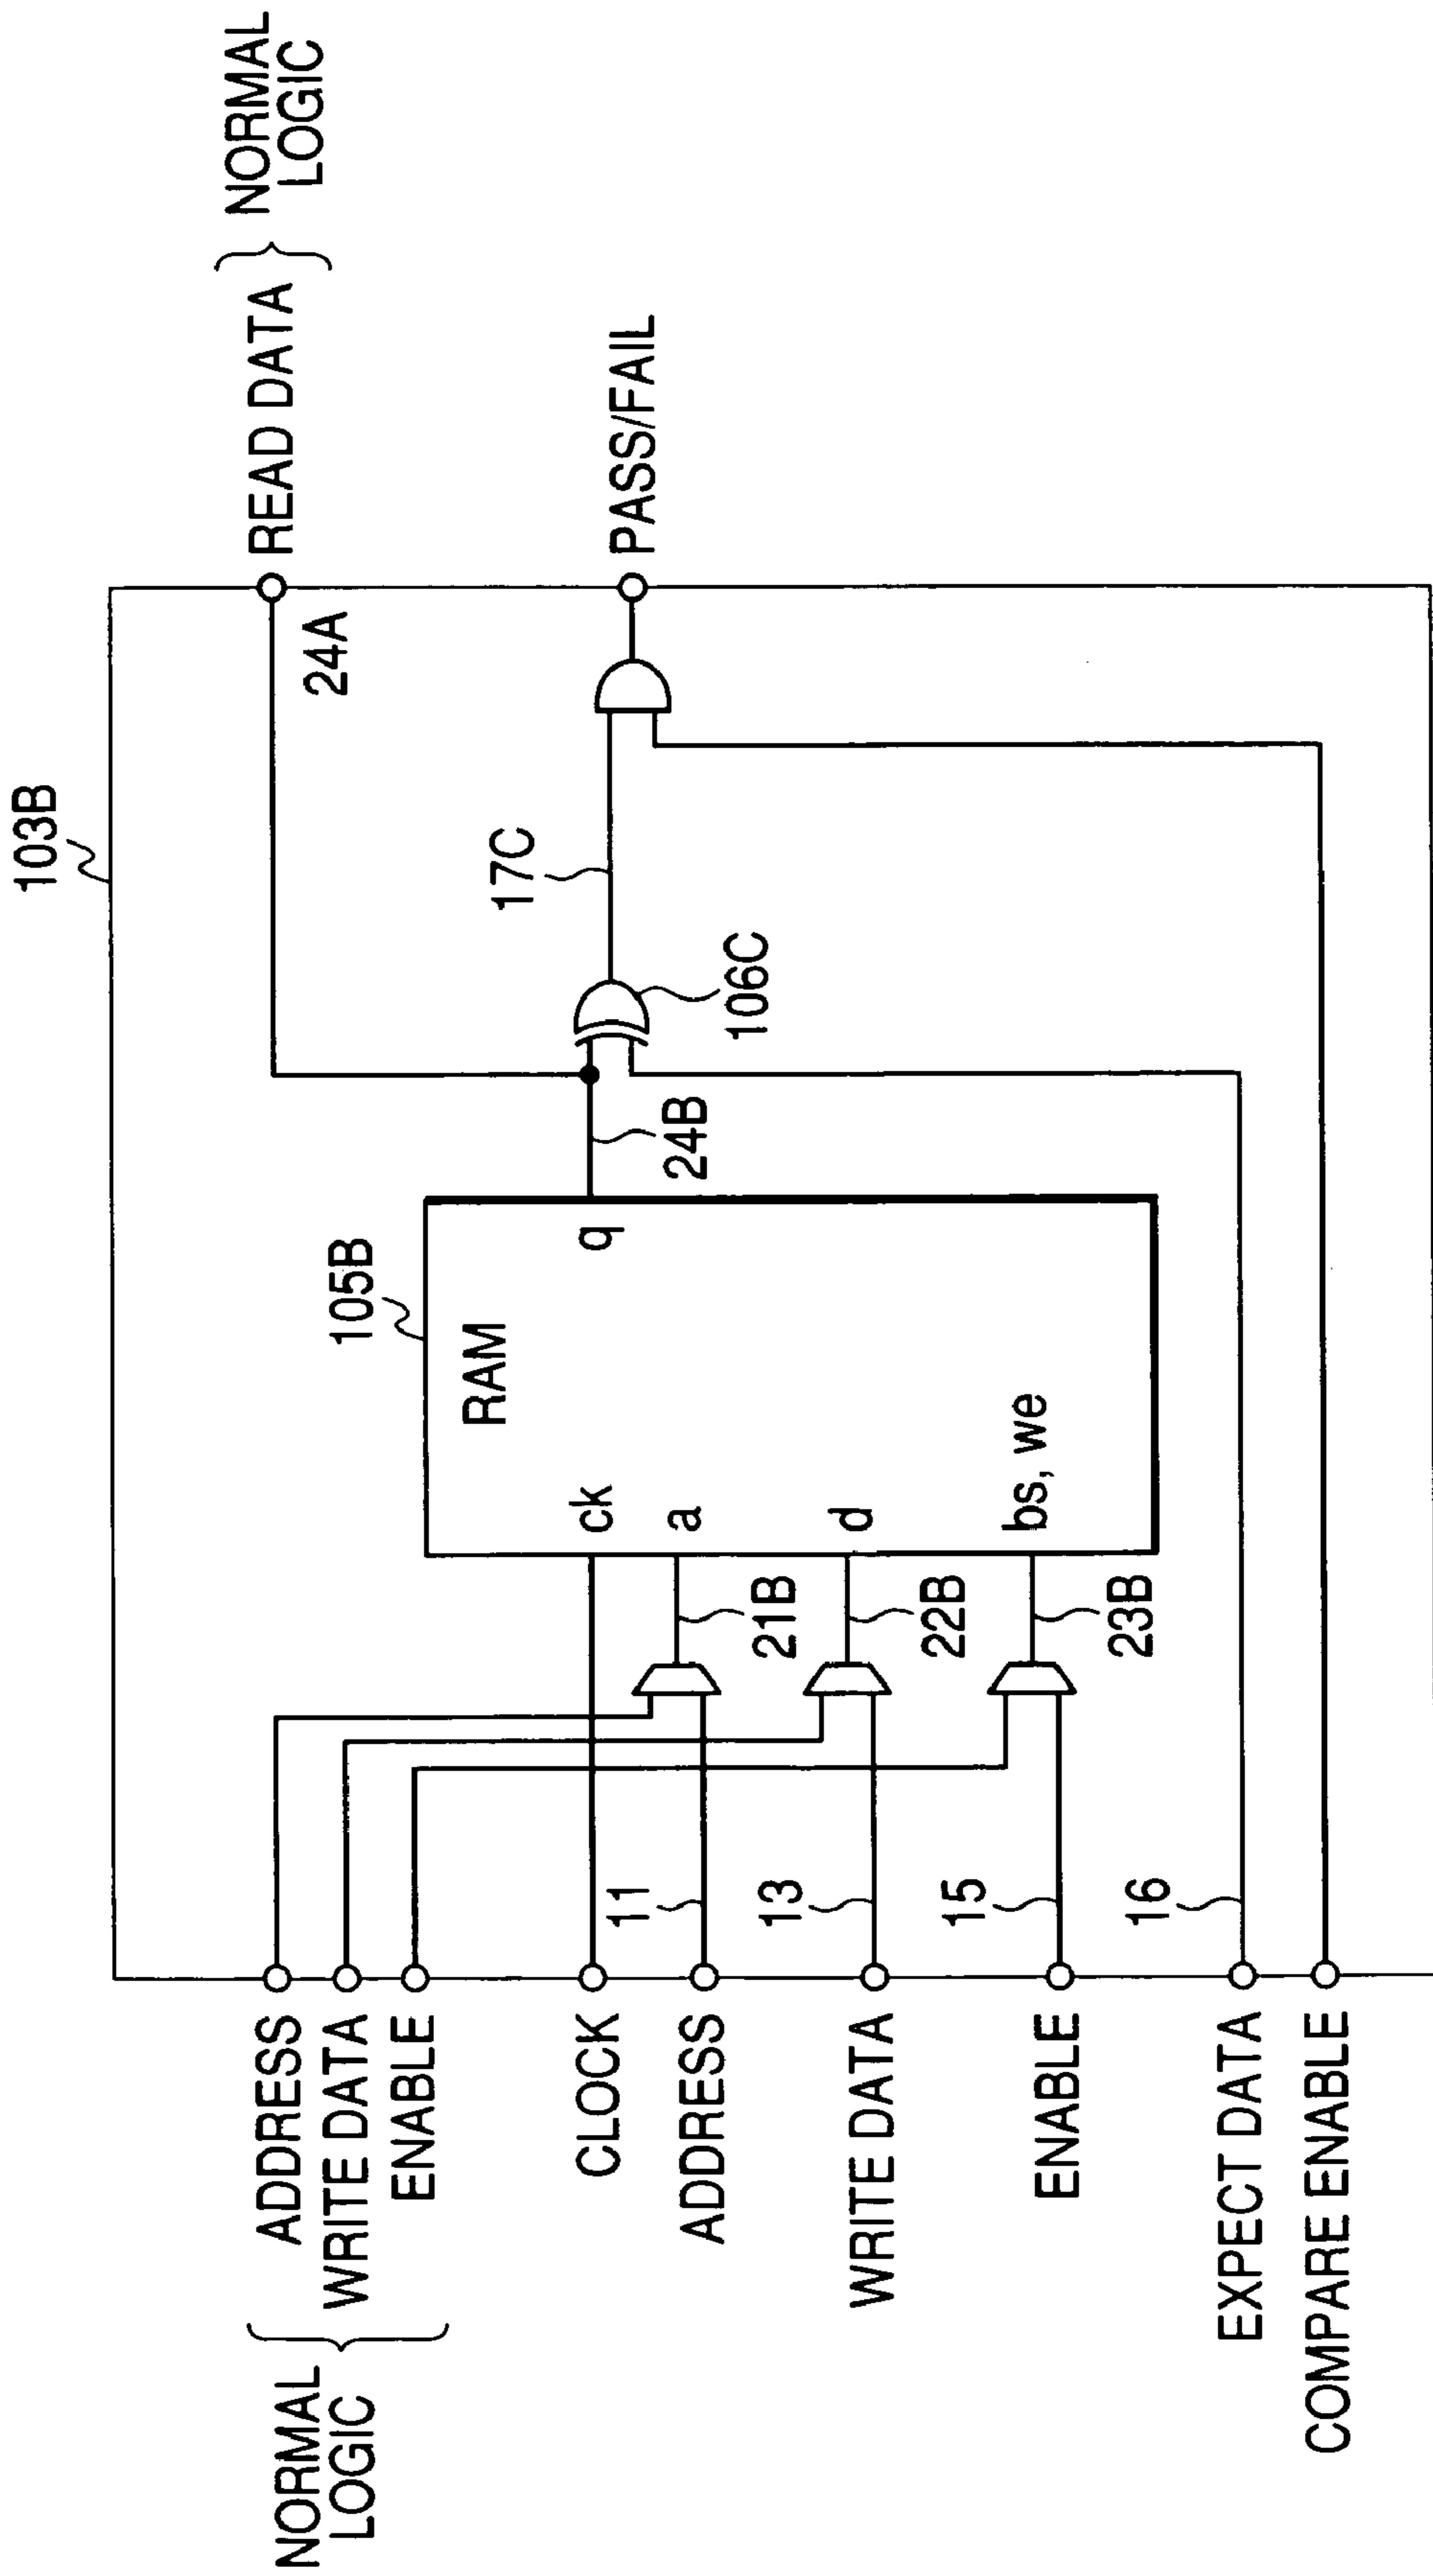 103B
NORMAL
LOGIC
ADDRESS
WRITE DATA
ENABLE
READ DATA
NORMAL
LOGIC
24A
CLOCK
ADDRESS
WRITE DATA
ENABLE
EXPECT DATA
COMPARE ENABLE
11
13
15
16
21B
22B
23B
105B
RAM
ck
a
d
bs, we
q
24B
106C
17C
PASS/FAIL